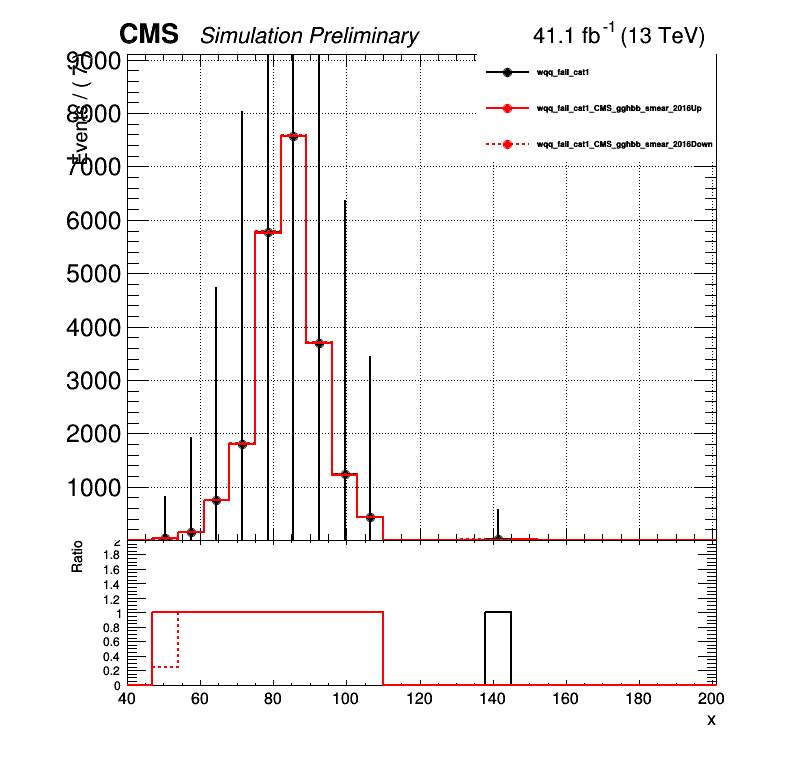 CMS Simulation Preliminary 41.1 fb-1 (13 TeV)
Events / ( 7 )
9000
8000
7000
6000
5000
4000
3000
2000
1000
wqq_fail_cat1
wqq_fail_cat1_CMS_gghbb_smear_2016Up
wqq_fail_cat1_CMS_gghbb_smear_2016Down
Ratio
2
1.8
1.6
1.4
1.2
1
0.8
0.6
0.4
0.2
0
40 60 80 100 120 140 160 180 200
x